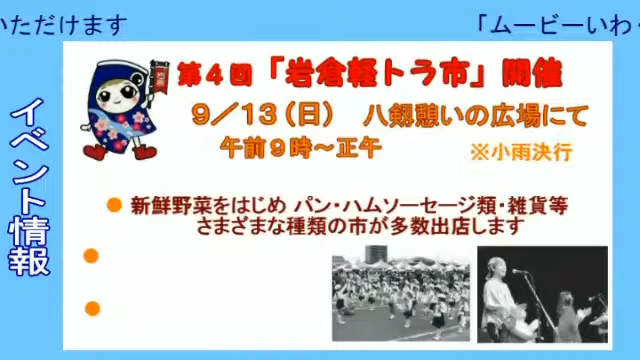 いただけます
「ムービーいわく
イベント情報
岩倉
第4回「岩倉軽トラ市」開催
9／13（日）　八剱憩いの広場にて
午前9時～正午
※小雨決行
新鮮野菜をはじめ パン・ハムソーセージ類・雑貨等
さまざまな種類の市が多数出店します